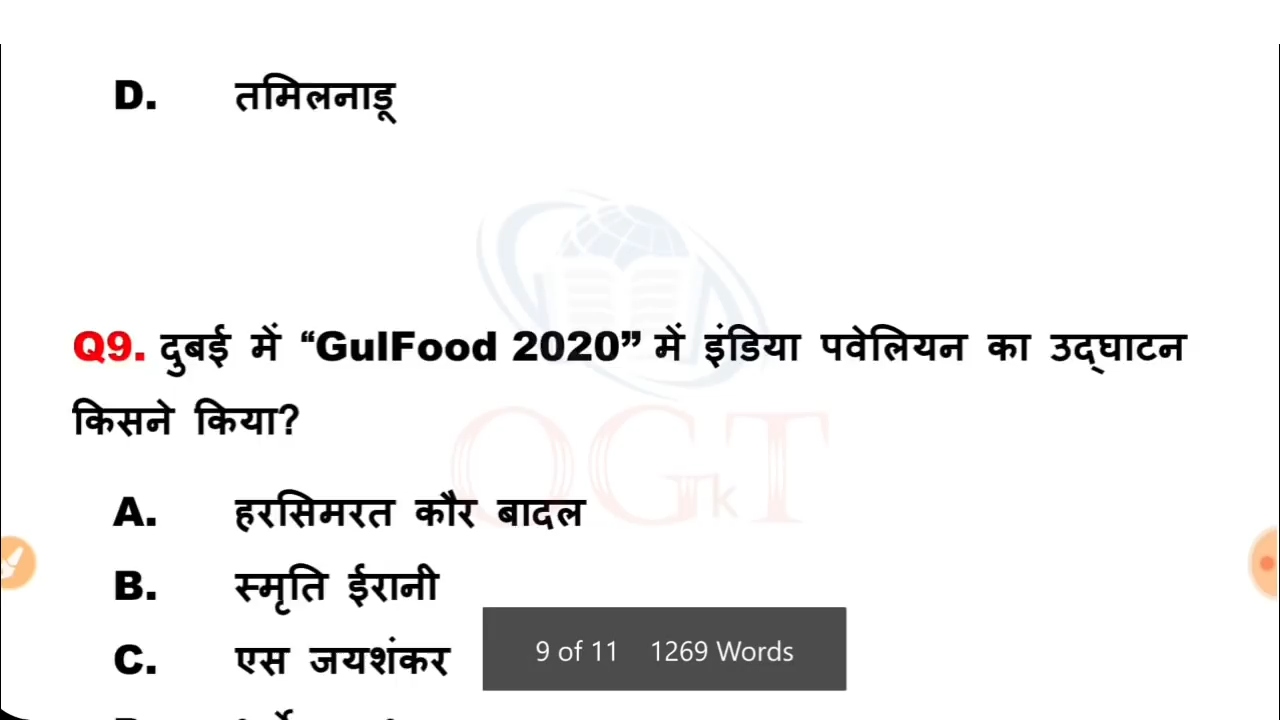 D. तमिलनाडू
Q9. दुबई में “GulFood 2020” में इंडिया पवेलियन का उद्घाटन
किसने किया?
OGT
k
A. हरसिमरत कौर बादल
B. स्मृति ईरानी
C. एस जयशंकर
9 of 11 1269 Words